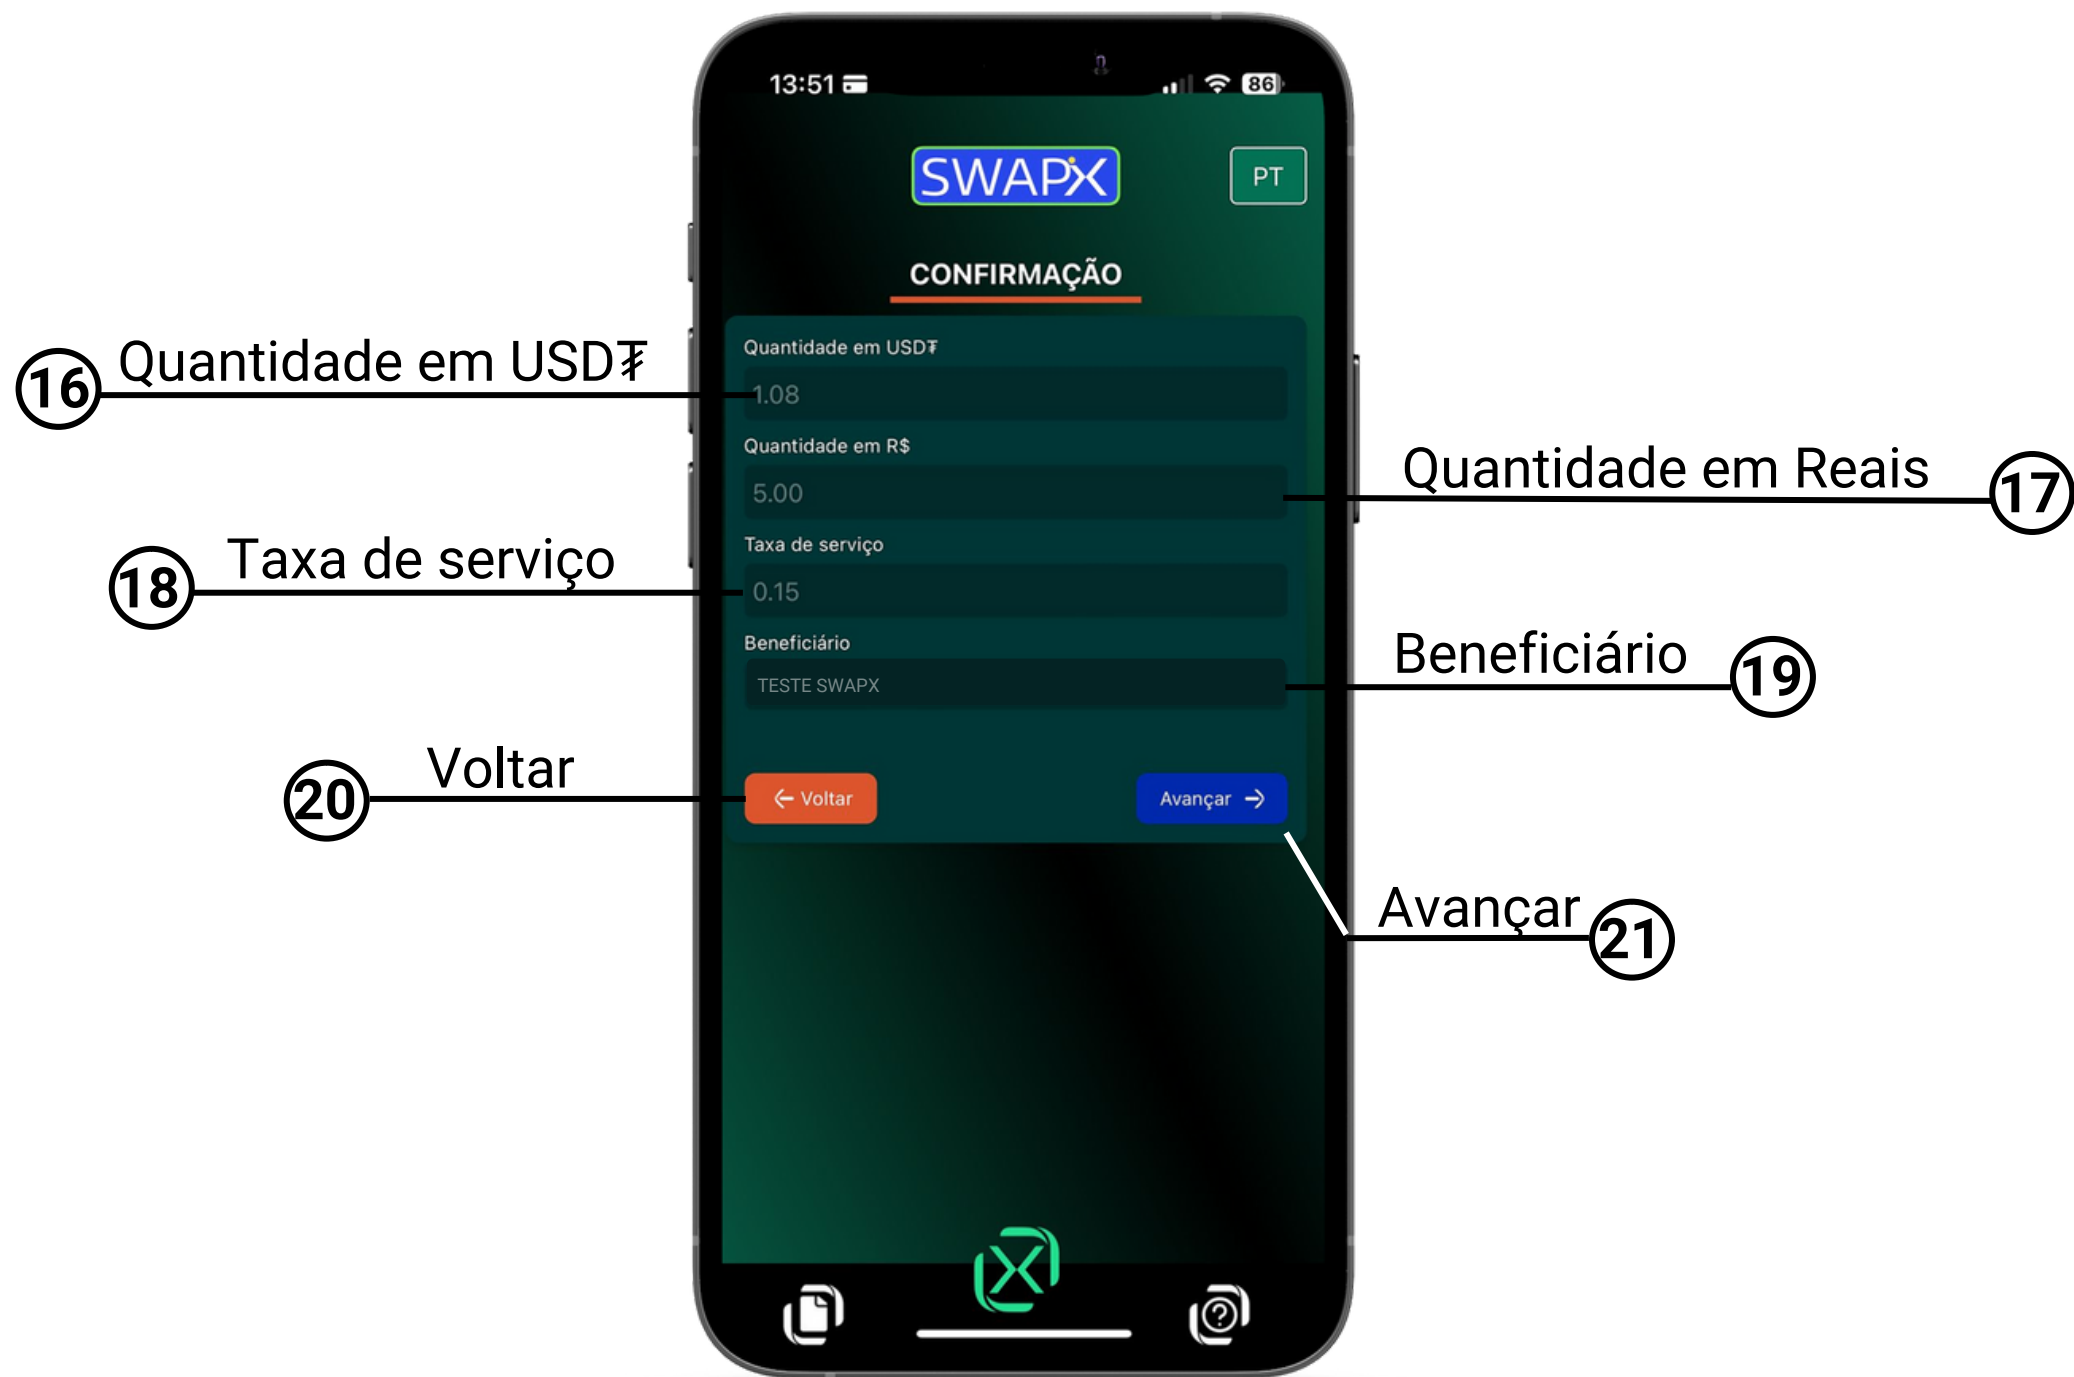 13:51
86
SWAPX
PT
CONFIRMAÇÃO
Quantidade em USD₮
1.08
Quantidade em R$
5.00
Taxa de serviço
0.15
Beneficiário
TESTE SWAPX
Voltar
Avançar
16 Quantidade em USD₮
Quantidade em Reais 17
18 Taxa de serviço
Beneficiário 19
20 Voltar
Avançar 21